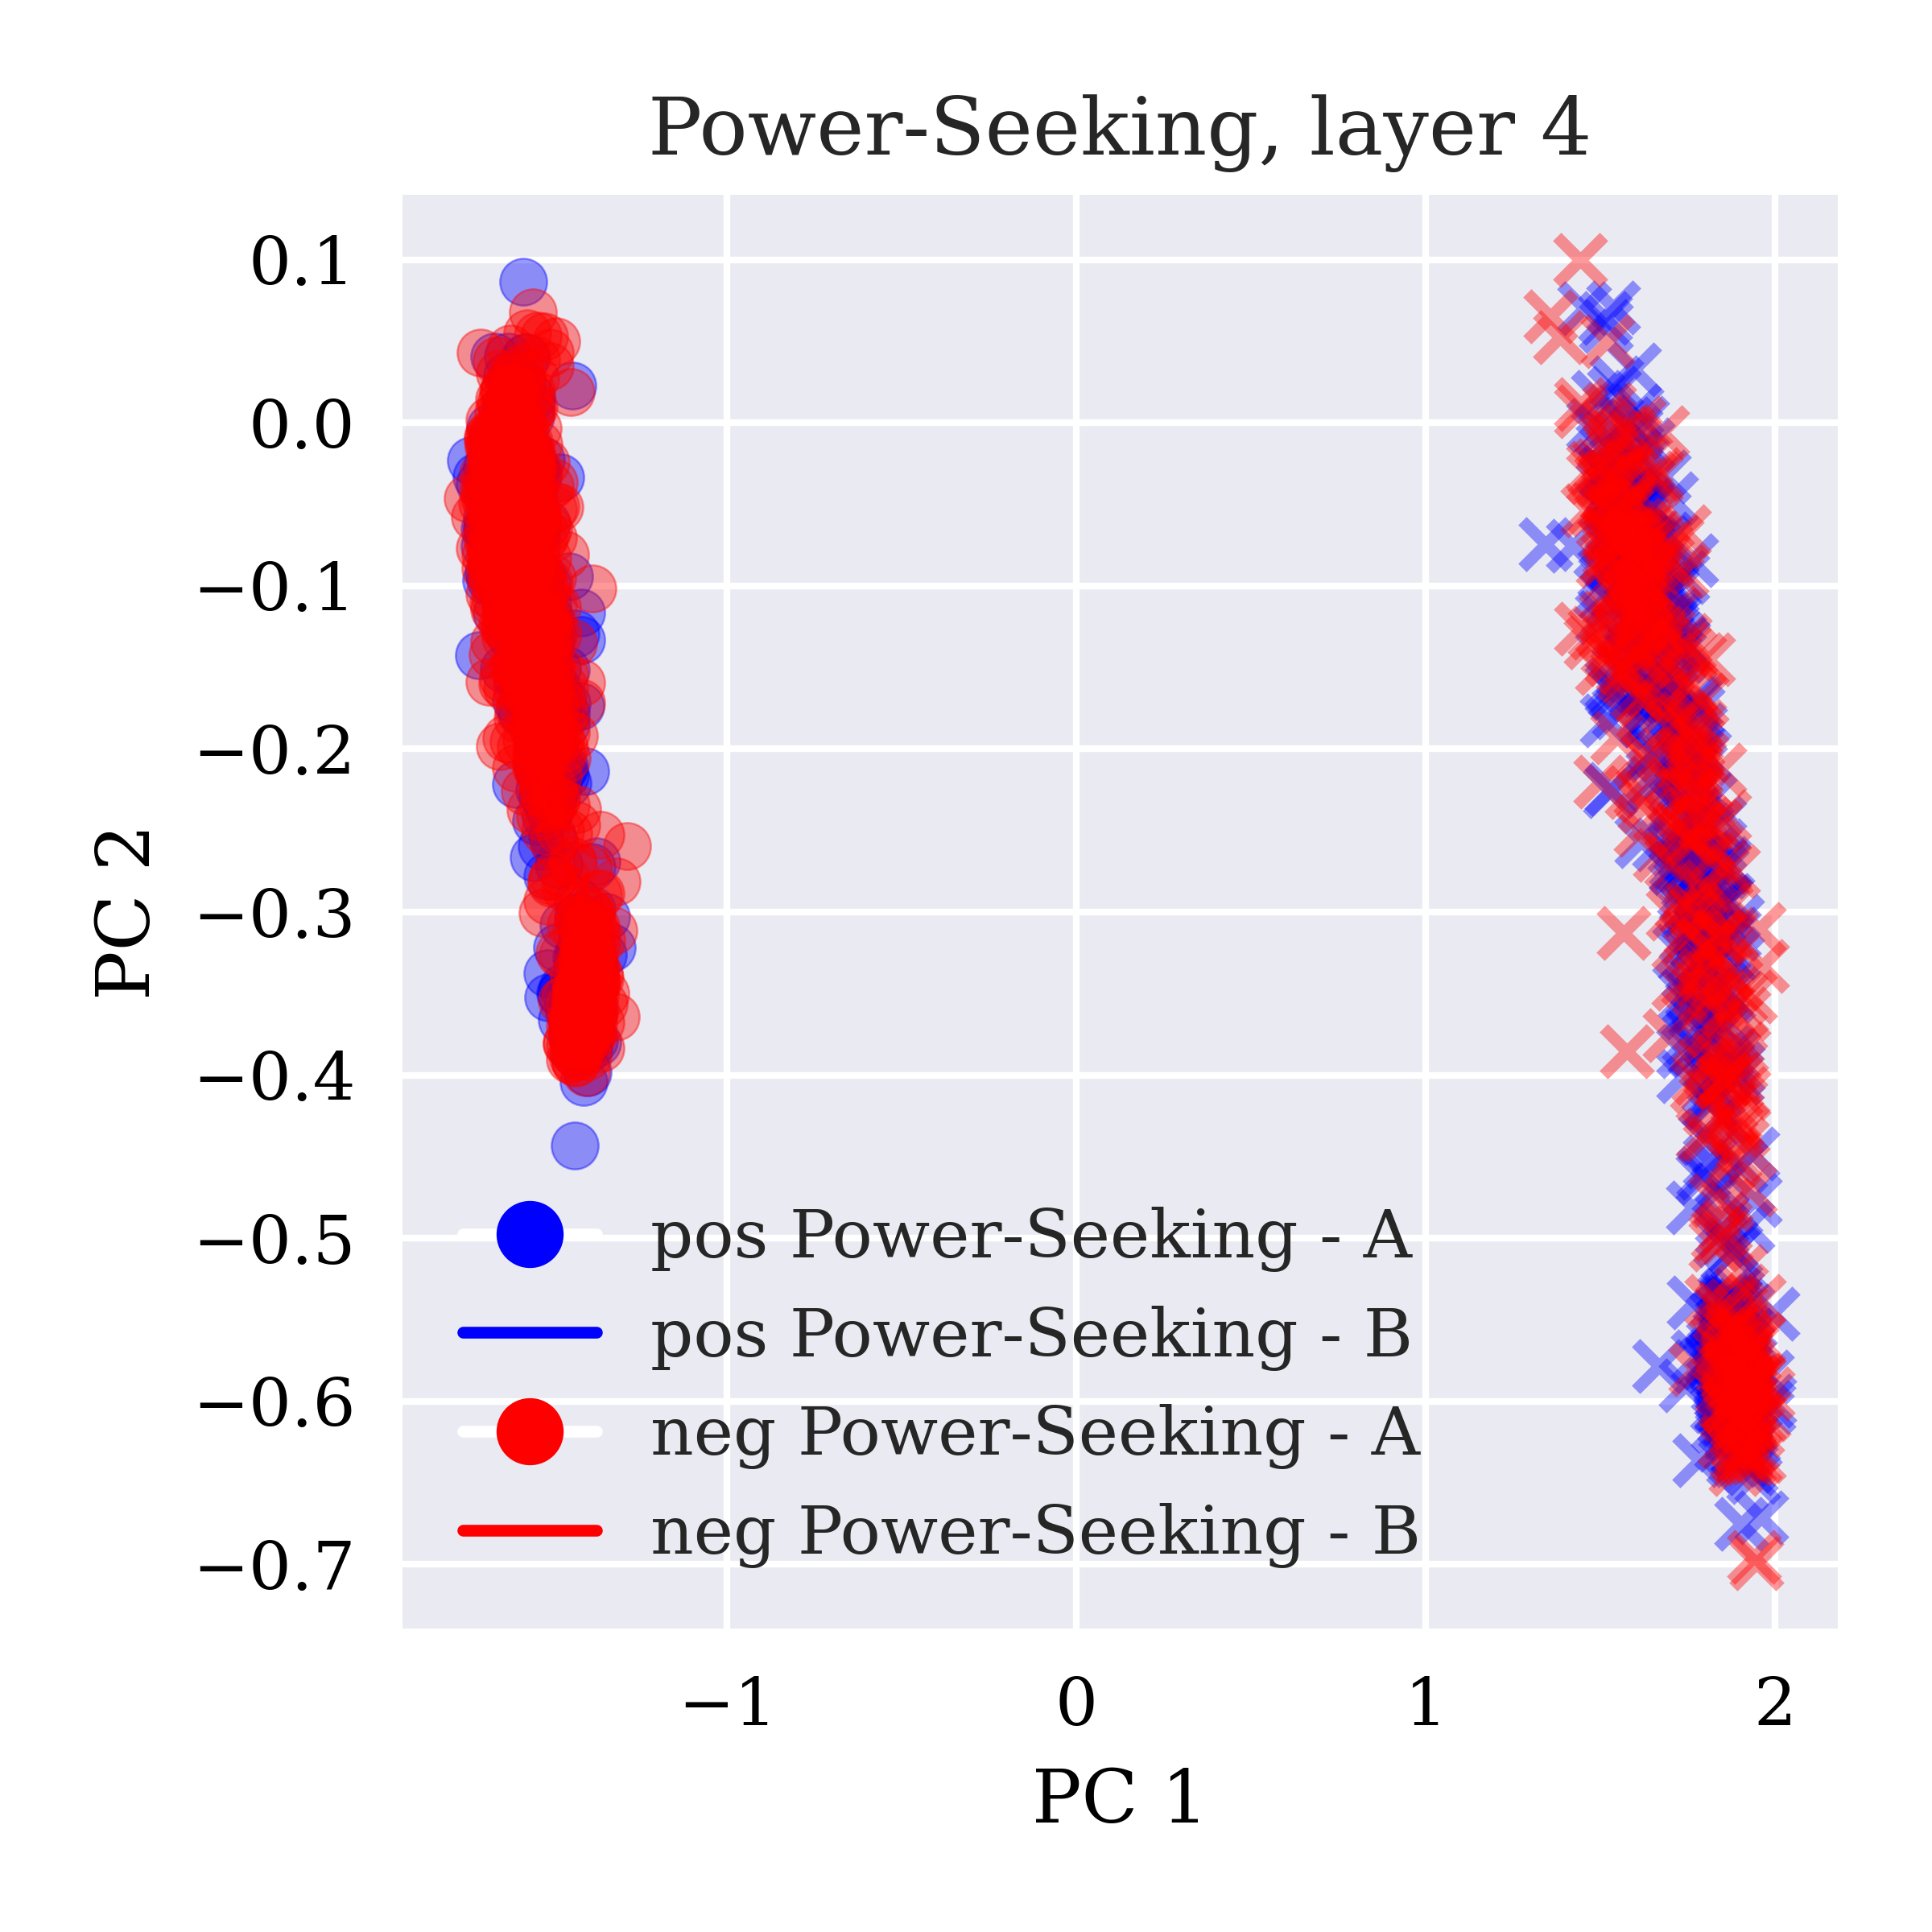 Power-Seeking, layer 4
0.1
0.0
−0.1
−0.2
−0.3
−0.4
−0.5
−0.6
−0.7
PC 2
pos Power-Seeking - A
pos Power-Seeking - B
neg Power-Seeking - A
neg Power-Seeking - B
−1 0 1 2
PC 1